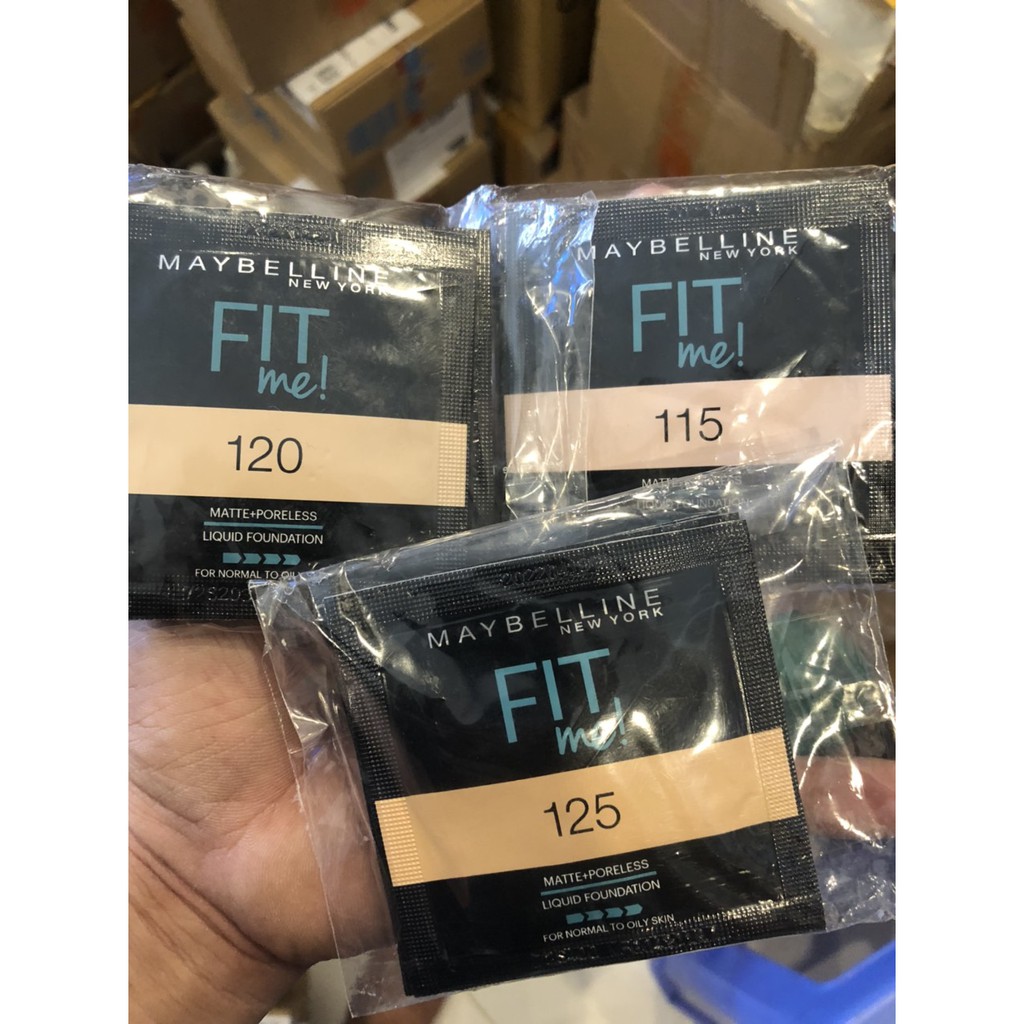 MAYBELLINE
NEW YORK
FIT
me!
120
MATTE+PORELESS
LIQUID FOUNDATION
FOR NORMAL TO OILY
MAYBELLINE
NEW YORK
FIT
me!
115
MAYBELLINE
NEW YORK
FIT
me!
125
MATTE+PORELESS
LIQUID FOUNDATION
FOR NORMAL TO OILY SKIN